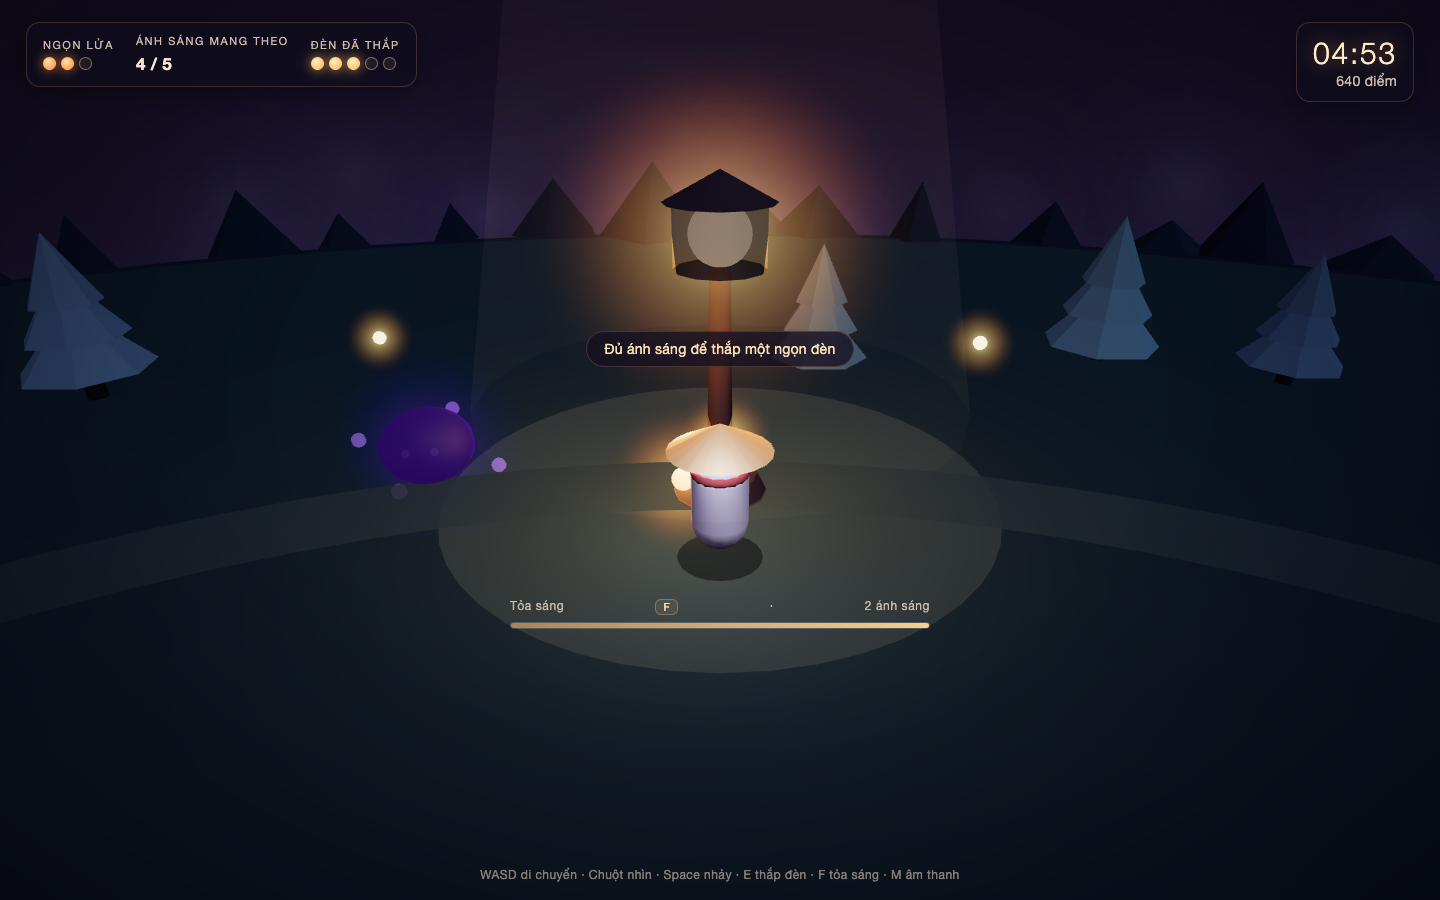 NGỌN LỬA
ÁNH SÁNG MANG THEO
4 / 5
ĐÈN ĐÃ THẮP
04:53
640 điểm
Đủ ánh sáng để thắp một ngọn đèn
Tỏa sáng F · 2 ánh sáng
WASD di chuyển · Chuột nhìn · Space nhảy · E thắp đèn · F tỏa sáng · M âm thanh